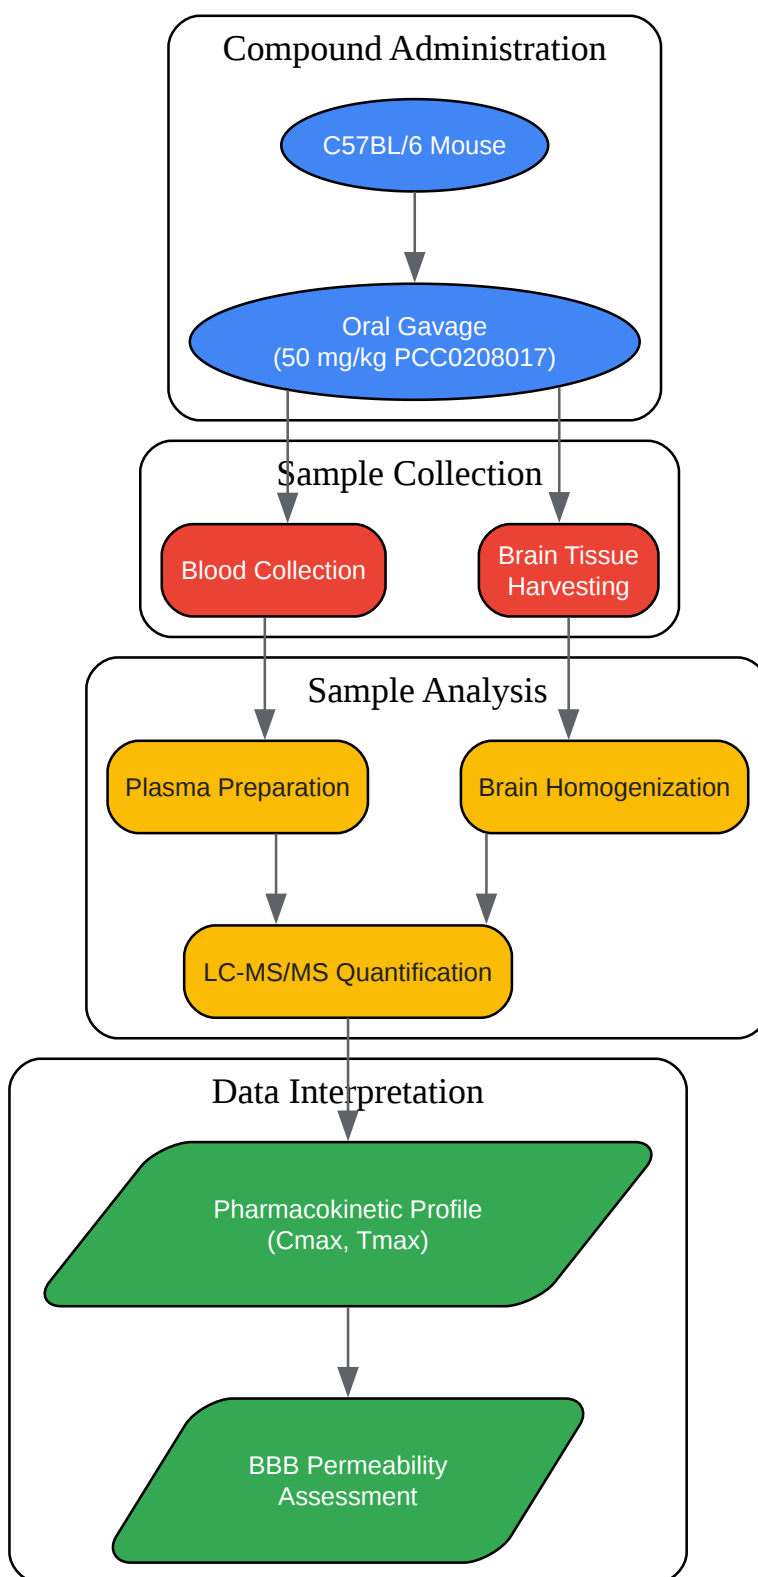 Compound Administration
C57BL/6 Mouse
Oral Gavage
(50 mg/kg PCC0208017)
Sample Collection
Blood Collection
Brain Tissue
Harvesting
Sample Analysis
Plasma Preparation
Brain Homogenization
LC-MS/MS Quantification
Data Interpretation
Pharmacokinetic Profile
(Cmax, Tmax)
BBB Permeability
Assessment